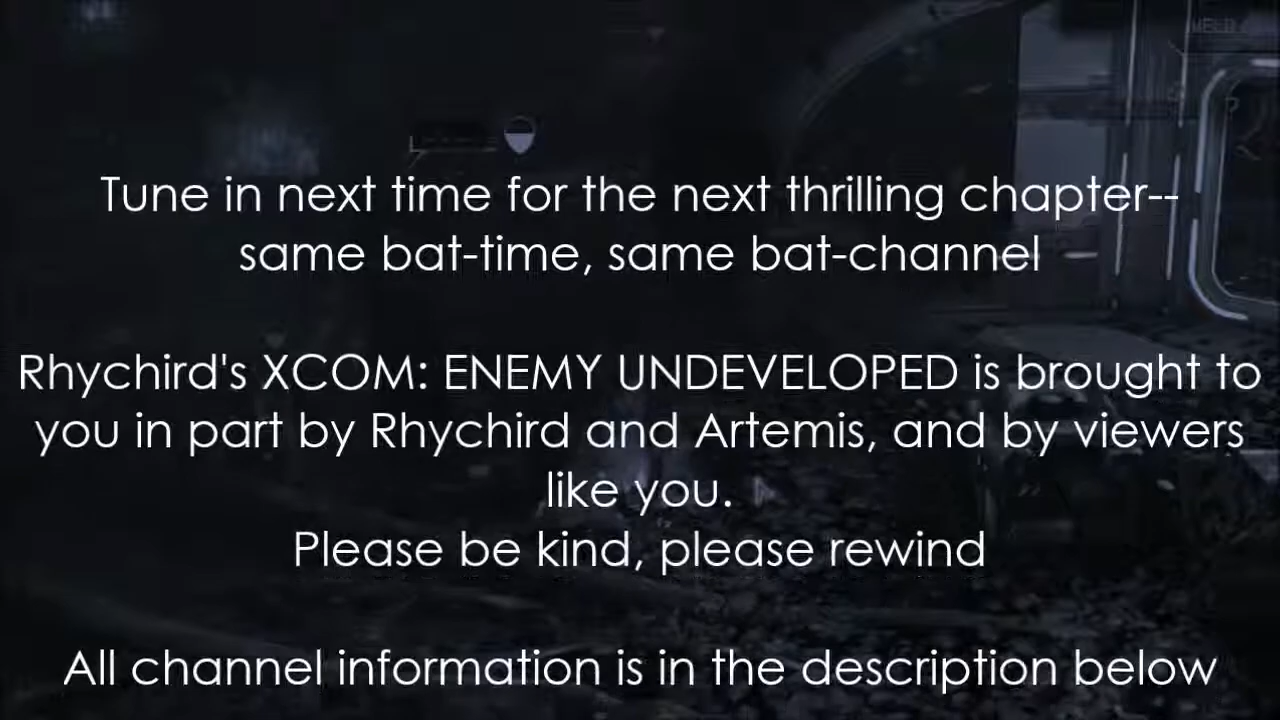 Tune in next time for the next thrilling chapter--
same bat-time, same bat-channel
Rhychird's XCOM: ENEMY UNDEVELOPED is brought to
you in part by Rhychird and Artemis, and by viewers
like you.
Please be kind, please rewind
All channel information is in the description below